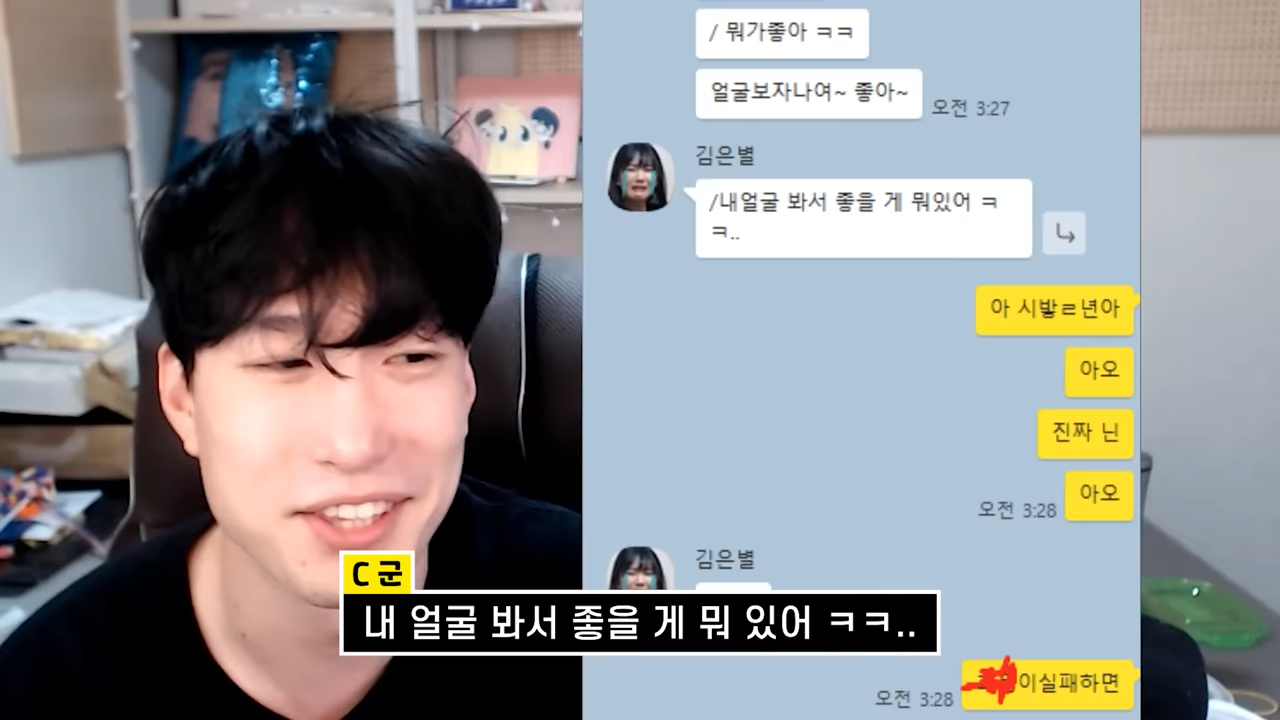 / 뭐가좋아 ㅋㅋ
얼굴보자나여~ 좋아~
오전 3:27
김은별
/내얼굴 봐서 좋을 게 뭐있어 ㅋ
ㅋ..
아 시밯ㄹ년아
아오
진짜 닌
아오
오전 3:28
김은별
C 군
내 얼굴 봐서 좋을 게 뭐 있어 ㅋㅋ..
이실패하면
오전 3:28